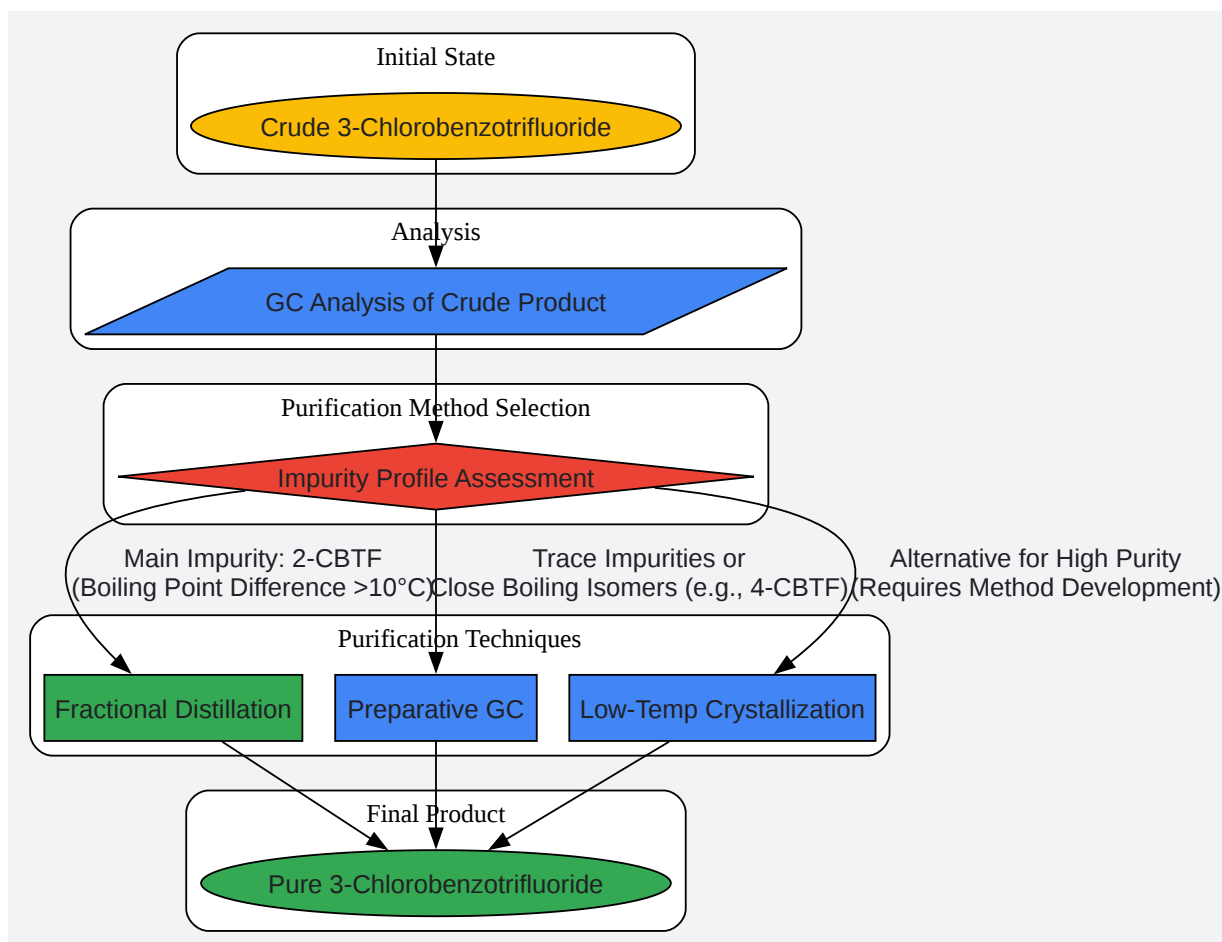 Initial State
Crude 3-Chlorobenzotrifluoride
Analysis
GC Analysis of Crude Product
Purification Method Selection
Impurity Profile Assessment
Main Impurity: 2-CBTF
(Boiling Point Difference >10°C)
Trace Impurities or
Close Boiling Isomers (e.g., 4-CBTF)
Alternative for High Purity
(Requires Method Development)
Purification Techniques
Fractional Distillation
Preparative GC
Low-Temp Crystallization
Final Product
Pure 3-Chlorobenzotrifluoride